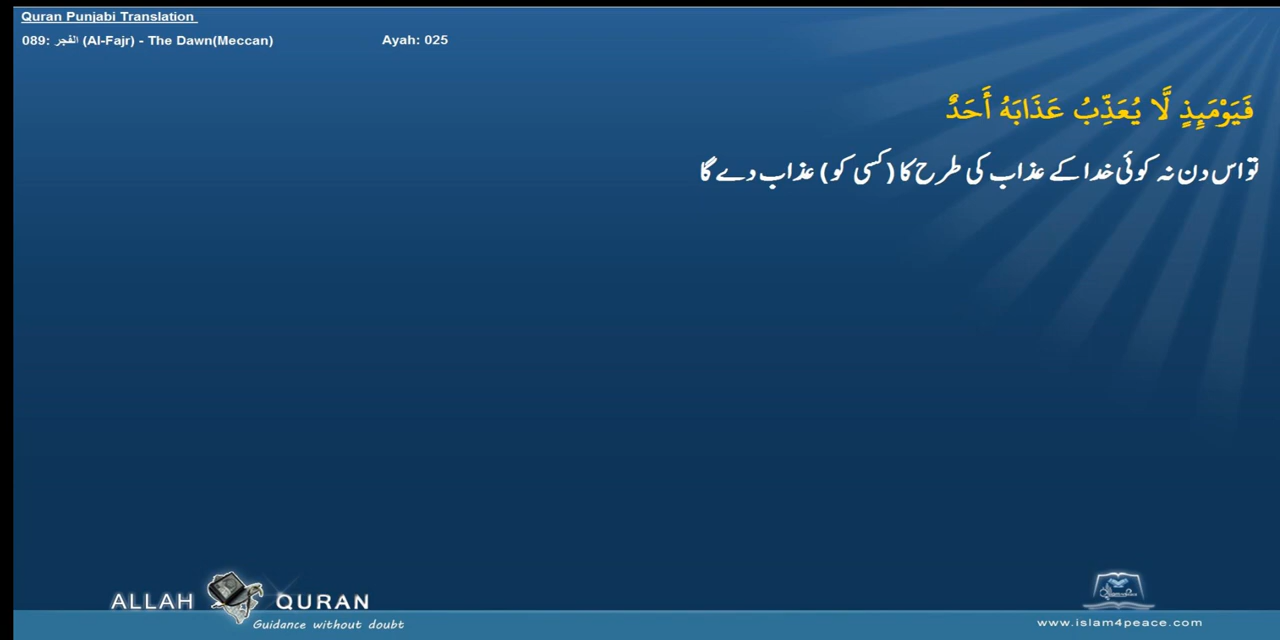 Quran Punjabi Translation
089: الفجر (Al-Fajr) - The Dawn(Meccan) Ayah: 025
فَيَوْمَئِذٍ لَّا يُعَذِّبُ عَذَابَهُ أَحَدٌ
تو اس دن نہ کوئی خدا کے عذاب کی طرح کا (کسی کو) عذاب دے گا
ALLAH QURAN
Guidance without doubt
www.islam4peace.com